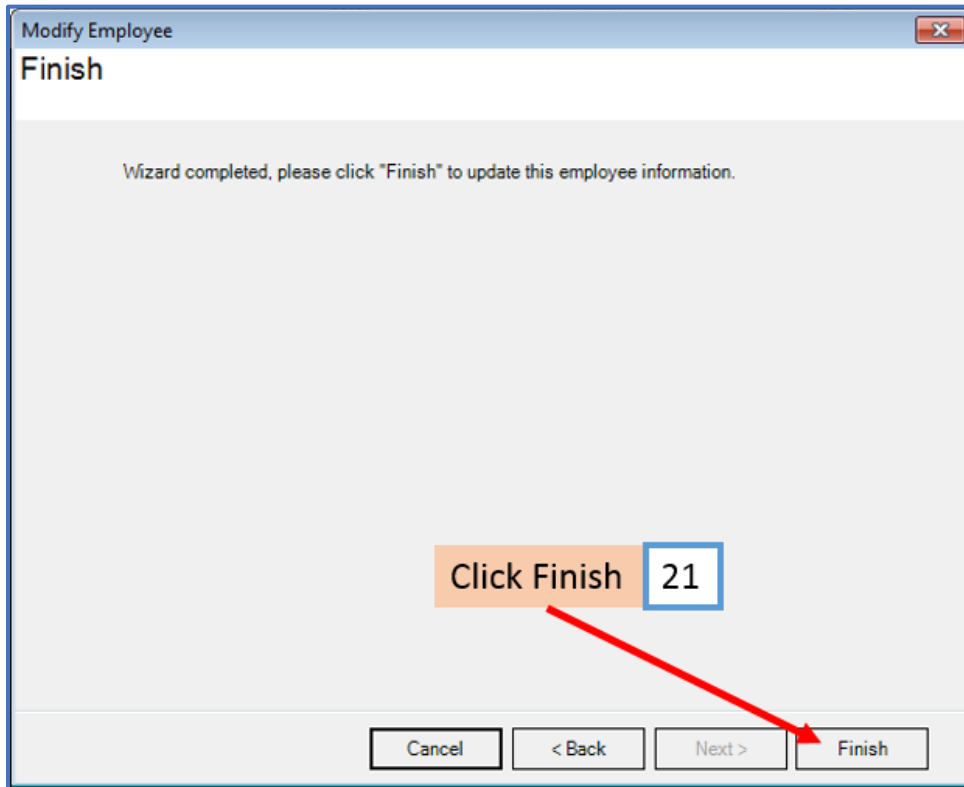 Modify Employee
Finish
Wizard completed, please click "Finish" to update this employee information.
Click Finish 21
Cancel < Back Next > Finish